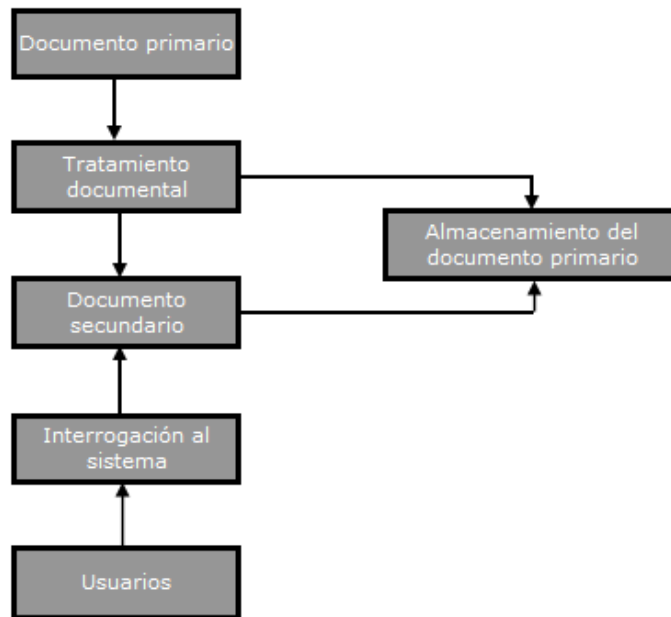 Documento primario
Tratamiento
documental
Almacenamiento del
documento primario
Documento
secundario
Interrogación al
sistema
Usuarios